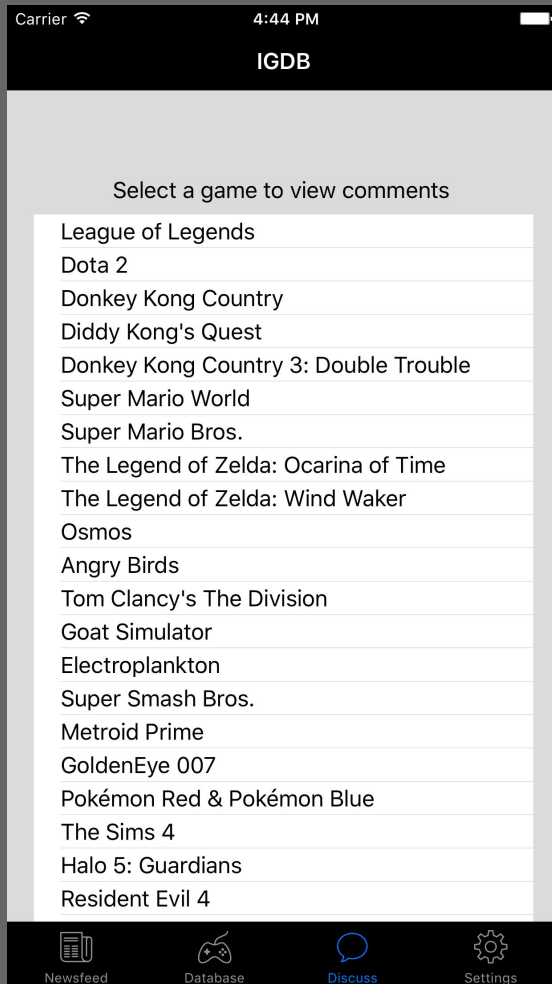 Carrier 4:44 PM
IGDB
Select a game to view comments
League of Legends
Dota 2
Donkey Kong Country
Diddy Kong's Quest
Donkey Kong Country 3: Double Trouble
Super Mario World
Super Mario Bros.
The Legend of Zelda: Ocarina of Time
The Legend of Zelda: Wind Waker
Osmos
Angry Birds
Tom Clancy's The Division
Goat Simulator
Electroplankton
Super Smash Bros.
Metroid Prime
GoldenEye 007
Pokémon Red & Pokémon Blue
The Sims 4
Halo 5: Guardians
Resident Evil 4
Newsfeed Database Discuss Settings